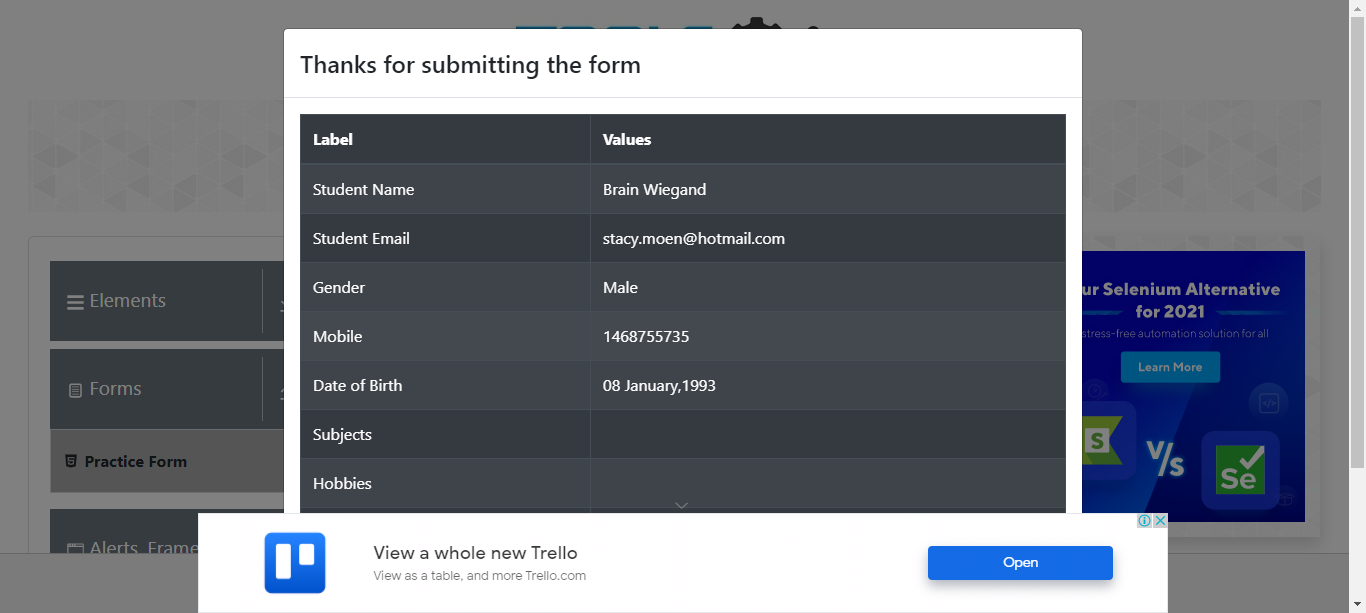 Thanks for submitting the form
Label Values
Student Name Brain Wiegand
Student Email stacy.moen@hotmail.com
Gender Male
Mobile 1468755735
Date of Birth 08 January,1993
Subjects
Hobbies
Elements
Forms
Practice Form
Alerts, Frame
ur Selenium Alternative
for 2021
stress-free automation solution for all
Learn More
S
V/s
Se
View a whole new Trello
View as a table, and more Trello.com
Open